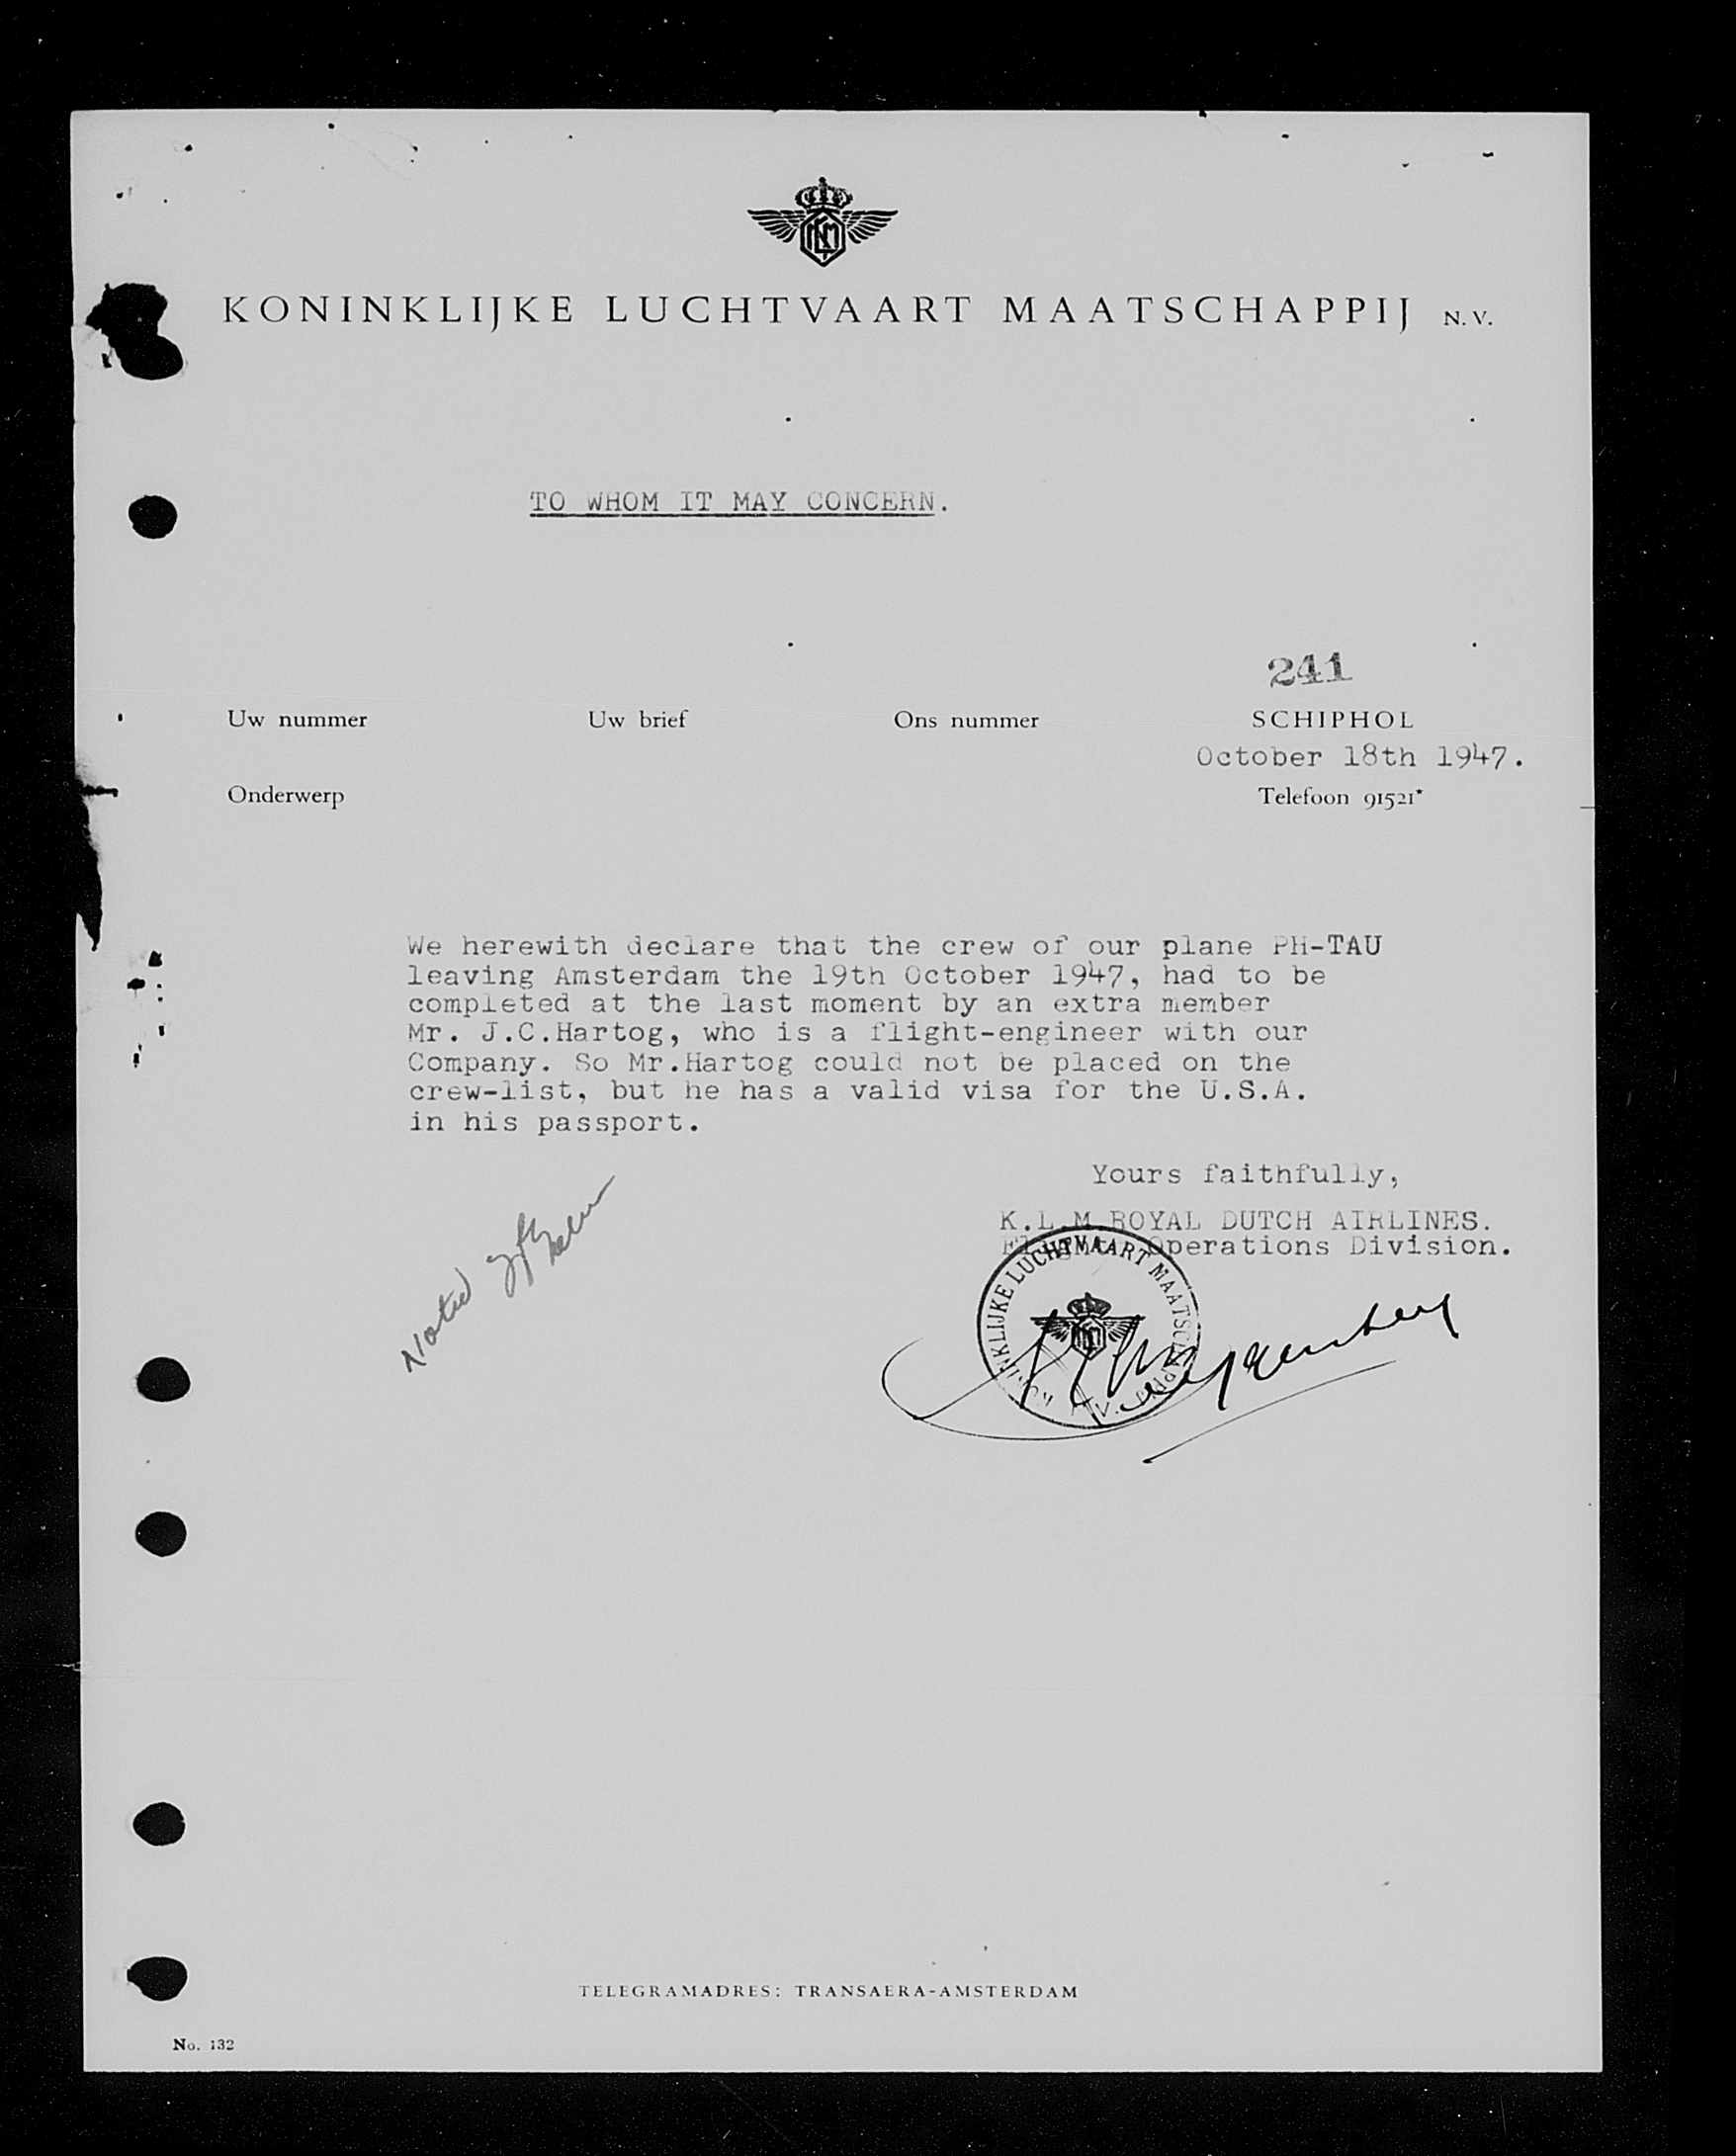 KLM
KONINKLIJKE LUCHTVAART MAATSCHAPPIJ N.V.
TO WHOM IT MAY CONCERN.
241
Uw nummer Uw brief Ons nummer SCHIPHOL
October 18th 1947.
Onderwerp Telefoon 91521*
We herewith declare that the crew of our plane PH-TAU
leaving Amsterdam the 19th October 1947, had to be
completed at the last moment by an extra member
Mr. J.C.Hartog, who is a flight-engineer with our
Company. So Mr.Hartog could not be placed on the
crew-list, but he has a valid visa for the U.S.A.
in his passport.
Yours faithfully,
K.L.M ROYAL DUTCH AIRLINES.
Operations Division.
KONINKLIJKE LUCHTVAART MAATSCHAPPIJ N.V.
Noted
TELEGRAMADRES: TRANSAERA-AMSTERDAM
No. 132